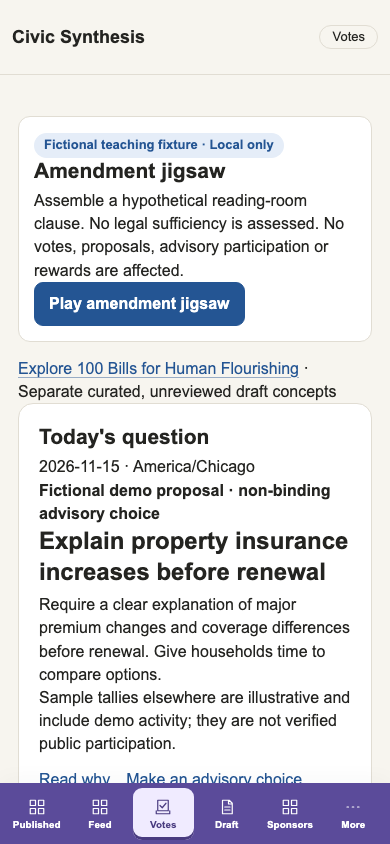 Civic Synthesis
Votes
Fictional teaching fixture · Local only
Amendment jigsaw
Assemble a hypothetical reading-room
clause. No legal sufficiency is assessed. No
votes, proposals, advisory participation or
rewards are affected.
Play amendment jigsaw
Explore 100 Bills for Human Flourishing ·
Separate curated, unreviewed draft concepts
Today's question
2026-11-15 · America/Chicago
Fictional demo proposal · non-binding
advisory choice
Explain property insurance
increases before renewal
Require a clear explanation of major
premium changes and coverage differences
before renewal. Give households time to
compare options.
Sample tallies elsewhere are illustrative and
include demo activity; they are not verified
public participation.
Read why Make an advisory choice
Published Feed Votes Draft Sponsors More